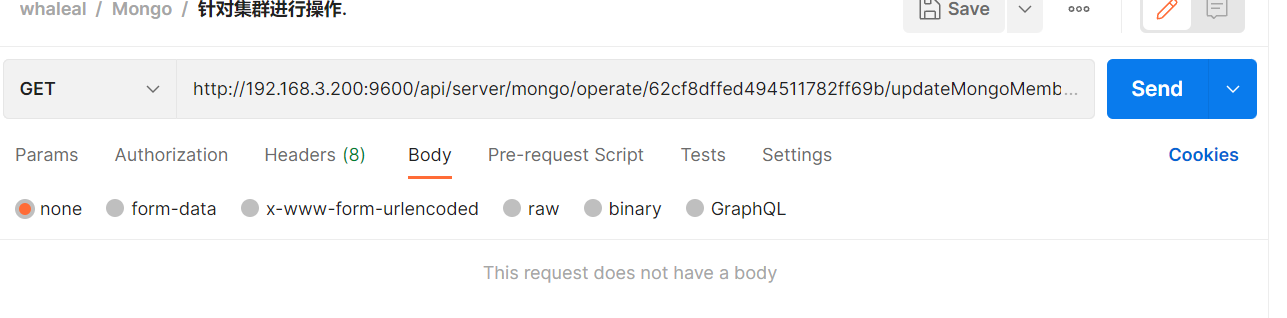 whaleal / Mongo / 针对集群进行操作.
Save
GET http://192.168.3.200:9600/api/server/mongo/operate/62cf8dffed494511782ff69b/updateMongoMemb... Send
Params Authorization Headers (8) Body Pre-request Script Tests Settings Cookies
none form-data x-www-form-urlencoded raw binary GraphQL
This request does not have a body